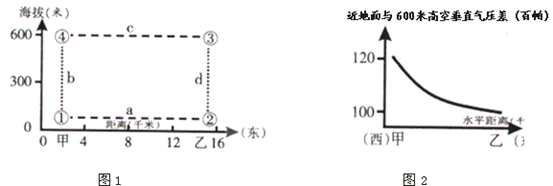 海拔(米)
600
300
0
④ c ③
b d
① a ②
距离(千米)
0 甲 4 8 12 乙 16 (东)
图1
近地面与600米高空垂直气压差（百帕）
120
100
水平距离(千
(西)甲 乙
图2